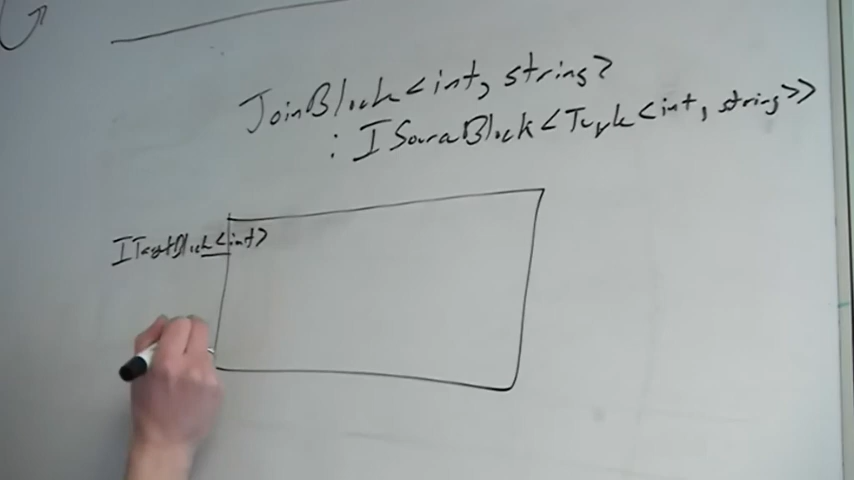 JoinBlock<int, string>
: ISourceBlock<Tuple<int, string>>
ITargetBlock<int>